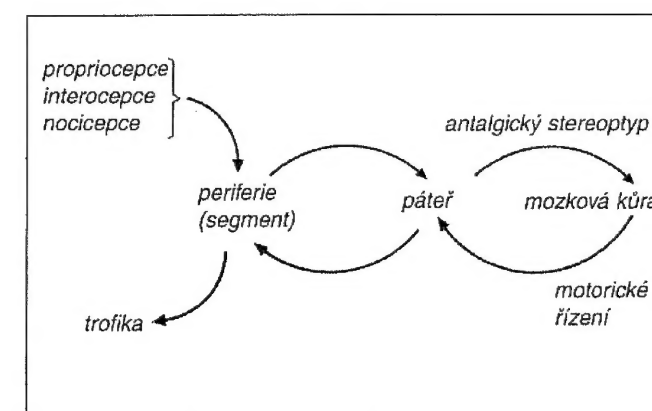 propriocepce
interocepce
nocicepce
antalgický stereoptyp
periferie
(segment)
páteř
mozková kůra
motorické
řízení
trofika